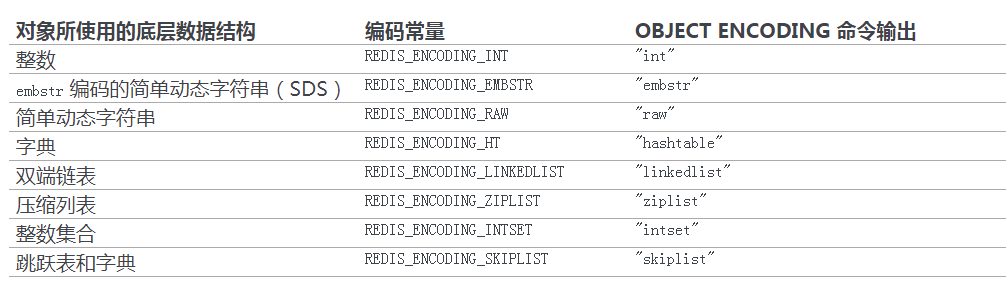 对象所使用的底层数据结构 编码常量 OBJECT ENCODING 命令输出
整数 REDIS_ENCODING_INT "int"
embstr 编码的简单动态字符串（SDS） REDIS_ENCODING_EMBSTR "embstr"
简单动态字符串 REDIS_ENCODING_RAW "raw"
字典 REDIS_ENCODING_HT "hashtable"
双端链表 REDIS_ENCODING_LINKEDLIST "linkedlist"
压缩列表 REDIS_ENCODING_ZIPLIST "ziplist"
整数集合 REDIS_ENCODING_INTSET "intset"
跳跃表和字典 REDIS_ENCODING_SKIPLIST "skiplist"